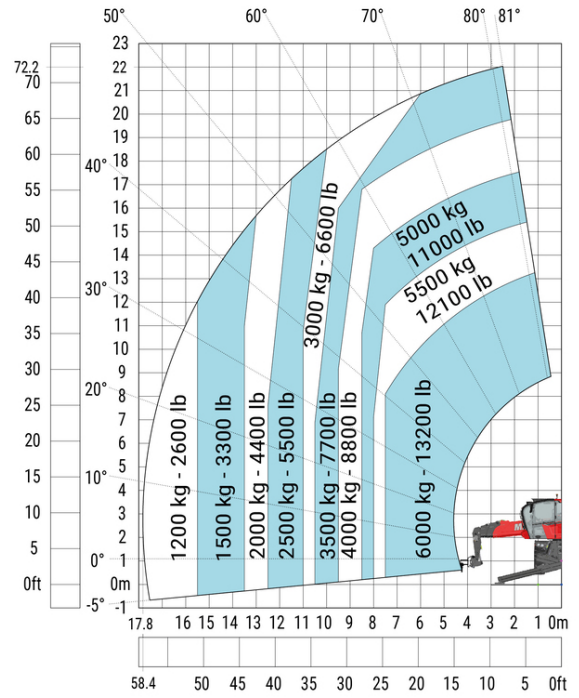 50° 60° 70° 80° 81°
23
72.2 22
70 21
20
65 19
60 40° 18
17
55 16
50 15
14
45 13
40 30° 12
11
35 10
30 9
20° 8
25 7
20 6
5
15 10° 4
10 3
2
5 0° 1
0ft 0m
-5° -1
3000 kg - 6600 lb
5000 kg
11000 lb
5500 kg
12100 lb
1200 kg - 2600 lb
1500 kg - 3300 lb
2000 kg - 4400 lb
2500 kg - 5500 lb
3500 kg - 7700 lb
4000 kg - 8800 lb
6000 kg - 13200 lb
17.8 16 15 14 13 12 11 10 9 8 7 6 5 4 3 2 1 0m
58.4 50 45 40 35 30 25 20 15 10 5 0ft